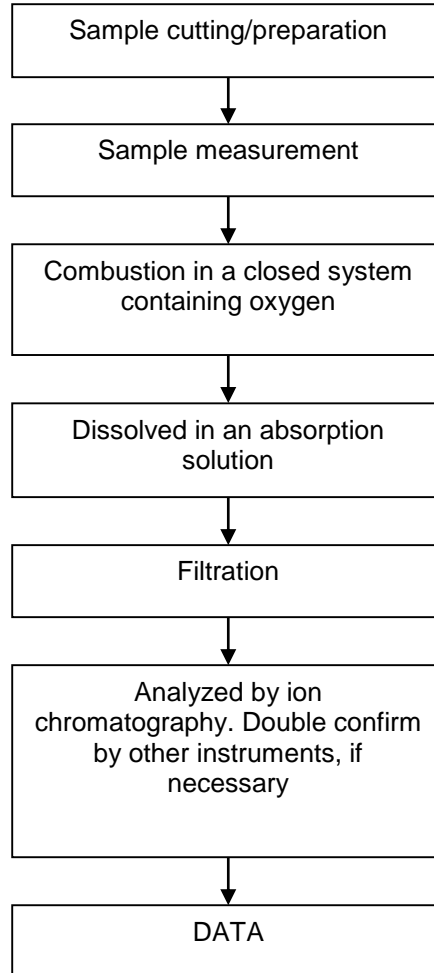 Sample cutting/preparation
Sample measurement
Combustion in a closed system
containing oxygen
Dissolved in an absorption
solution
Filtration
Analyzed by ion
chromatography. Double confirm
by other instruments, if
necessary
DATA